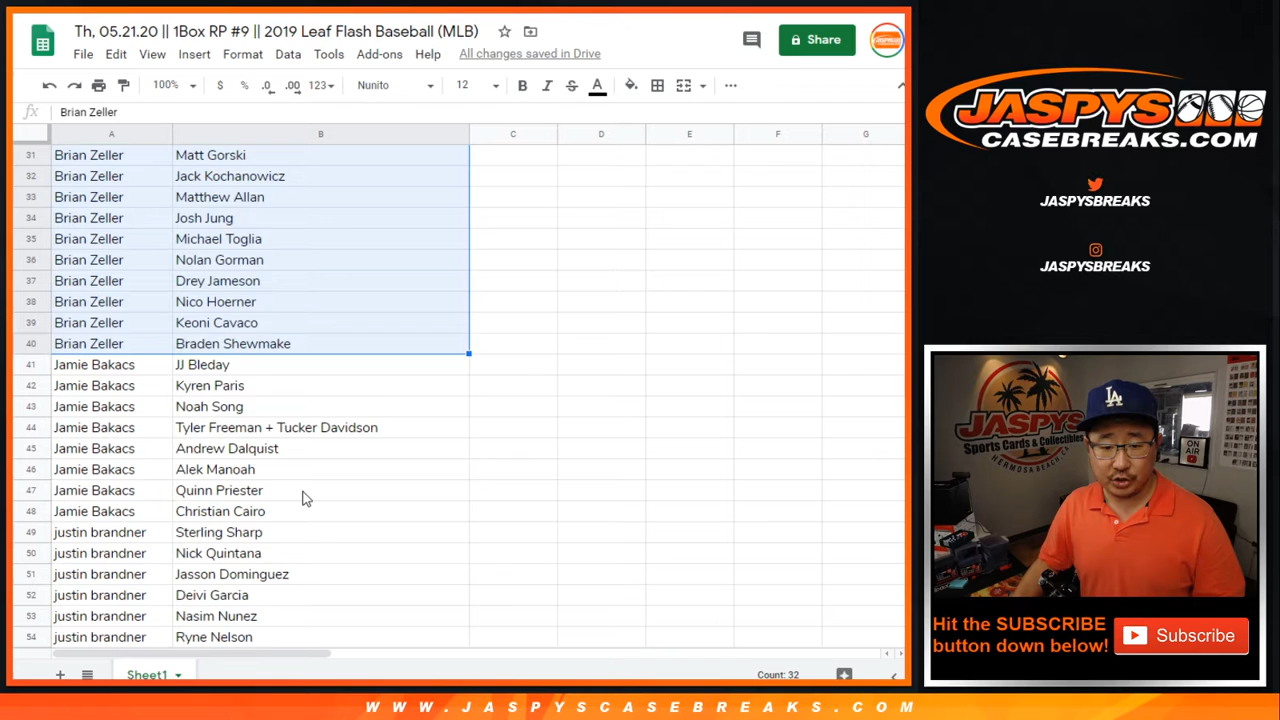 Th, 05.21.20 || 1Box RP #9 || 2019 Leaf Flash Baseball (MLB)
File Edit View Insert Format Data Tools Add-ons Help All changes saved in Drive
Share
100% $ % .0 .00 123 Nunito 12 B I S A
fx Brian Zeller
A B C D E F G
31 Brian Zeller Matt Gorski
32 Brian Zeller Jack Kochanowicz
33 Brian Zeller Matthew Allan
34 Brian Zeller Josh Jung
35 Brian Zeller Michael Toglia
36 Brian Zeller Nolan Gorman
37 Brian Zeller Drey Jameson
38 Brian Zeller Nico Hoerner
39 Brian Zeller Keoni Cavaco
40 Brian Zeller Braden Shewmake
41 Jamie Bakacs JJ Bleday
42 Jamie Bakacs Kyren Paris
43 Jamie Bakacs Noah Song
44 Jamie Bakacs Tyler Freeman + Tucker Davidson
45 Jamie Bakacs Andrew Dalquist
46 Jamie Bakacs Alek Manoah
47 Jamie Bakacs Quinn Priester
48 Jamie Bakacs Christian Cairo
49 justin brandner Sterling Sharp
50 justin brandner Nick Quintana
51 justin brandner Jasson Dominguez
52 justin brandner Deivi Garcia
53 justin brandner Nasim Nunez
54 justin brandner Ryne Nelson
Sheet1
Count: 32
JASPYS
CASEBREAKS.COM
JASPYSBREAKS
JASPYSBREAKS
JASPYS
Sports Cards & Collectibles
HERMOSA BEACH, CA
LA
ON AIR
Hit the SUBSCRIBE
button down below!
Subscribe
WWW.JASPYSCASEBREAKS.COM